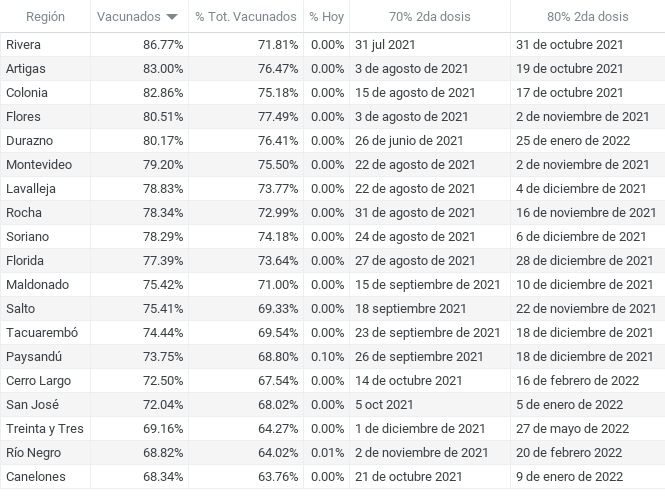 Región Vacunados % Tot. Vacunados % Hoy 70% 2da dosis 80% 2da dosis
Rivera 86.77% 71.81% 0.00% 31 jul 2021 31 de octubre 2021
Artigas 83.00% 76.47% 0.00% 3 de agosto de 2021 19 de octubre 2021
Colonia 82.86% 75.18% 0.00% 15 de agosto de 2021 17 de octubre 2021
Flores 80.51% 77.49% 0.00% 3 de agosto de 2021 2 de noviembre de 2021
Durazno 80.17% 76.41% 0.00% 26 de junio de 2021 25 de enero de 2022
Montevideo 79.20% 75.50% 0.00% 22 de agosto de 2021 2 de noviembre de 2021
Lavalleja 78.83% 73.77% 0.00% 22 de agosto de 2021 4 de diciembre de 2021
Rocha 78.34% 72.99% 0.00% 31 de agosto de 2021 16 de noviembre de 2021
Soriano 78.29% 74.18% 0.00% 24 de agosto de 2021 6 de diciembre de 2021
Florida 77.39% 73.64% 0.00% 27 de agosto de 2021 28 de diciembre de 2021
Maldonado 75.42% 71.00% 0.00% 15 de septiembre de 2021 10 de diciembre de 2021
Salto 75.41% 69.33% 0.00% 18 septiembre 2021 22 de noviembre de 2021
Tacuarembó 74.44% 69.54% 0.00% 23 de septiembre de 2021 18 de diciembre de 2021
Paysandú 73.75% 68.80% 0.10% 26 de septiembre 2021 18 de diciembre de 2021
Cerro Largo 72.50% 67.54% 0.00% 14 de octubre de 2021 16 de febrero de 2022
San José 72.04% 68.02% 0.00% 5 oct 2021 5 de enero de 2022
Treinta y Tres 69.16% 64.27% 0.00% 1 de diciembre de 2021 27 de mayo de 2022
Río Negro 68.82% 64.02% 0.01% 2 de noviembre de 2021 20 de febrero de 2022
Canelones 68.34% 63.76% 0.00% 21 de octubre de 2021 9 de enero de 2022